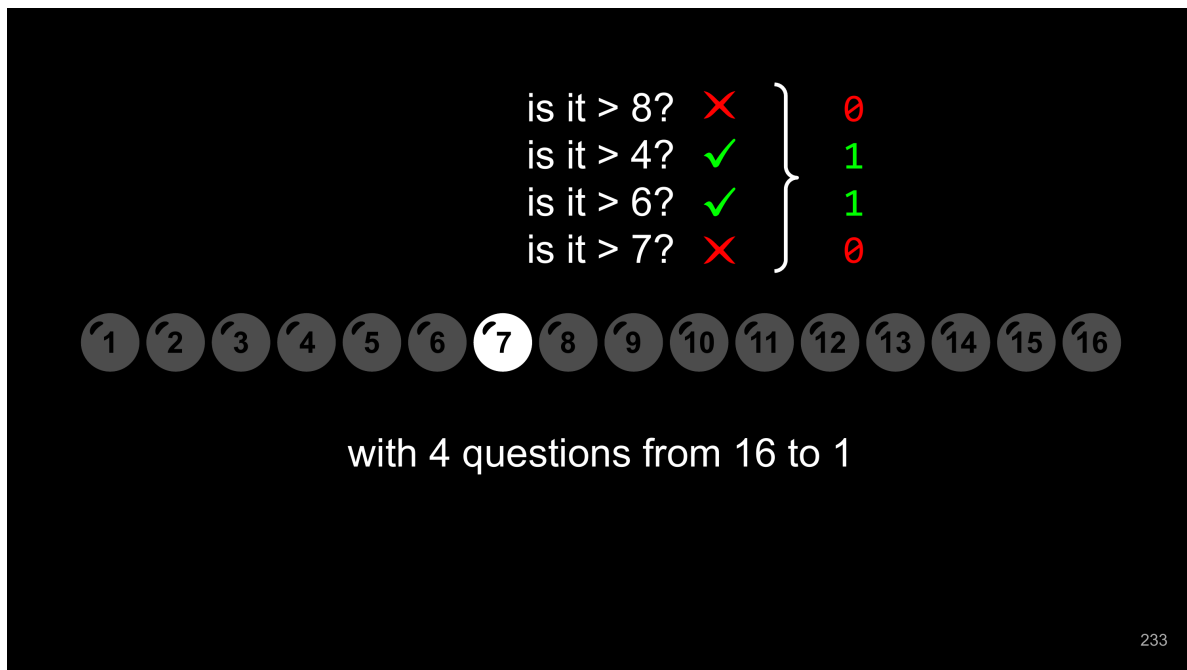 is it > 8? ✗ 0
is it > 4? ✓ 1
is it > 6? ✓ 1
is it > 7? ✗ 0
1 2 3 4 5 6 7 8 9 10 11 12 13 14 15 16
with 4 questions from 16 to 1
233